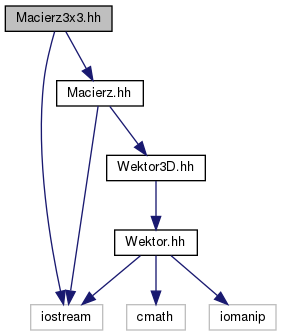 Macierz3x3.hh
Macierz.hh
Wektor3D.hh
Wektor.hh
iostream
cmath
iomanip